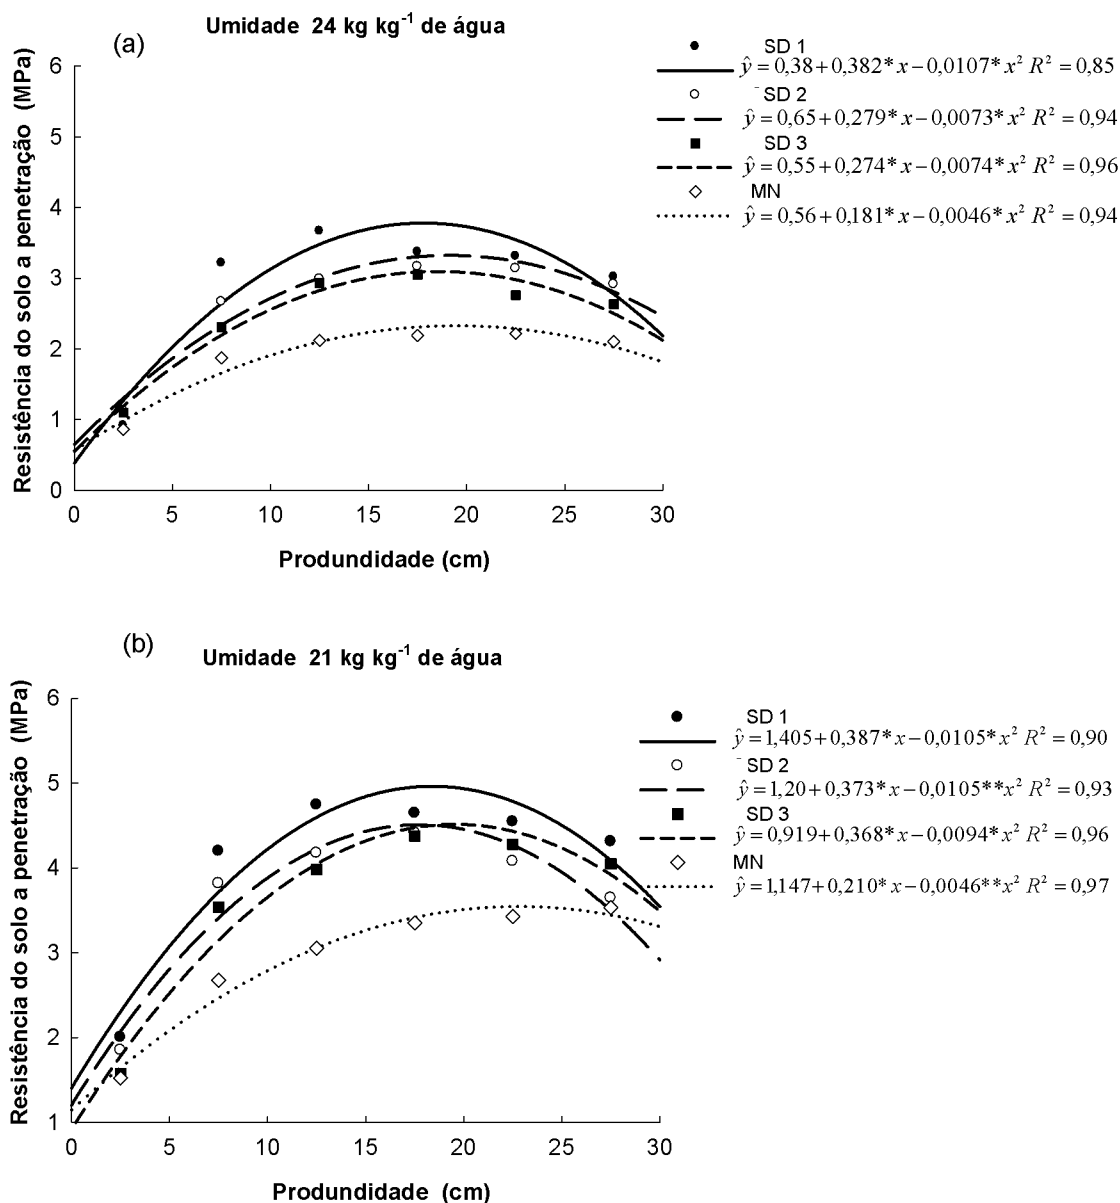 (a)
Umidade 24 kg kg⁻¹ de água
SD 1
ŷ = 0,38 + 0,382* x − 0,0107* x² R² = 0,85
SD 2
ŷ = 0,65 + 0,279* x − 0,0073* x² R² = 0,94
SD 3
ŷ = 0,55 + 0,274* x − 0,0074* x² R² = 0,96
MN
ŷ = 0,56 + 0,181* x − 0,0046* x² R² = 0,94
Resistência do solo a penetração (MPa)
6
5
4
3
2
1
0
0 5 10 15 20 25 30
Produndidade (cm)
(b)
Umidade 21 kg kg⁻¹ de água
SD 1
ŷ = 1,405 + 0,387* x − 0,0105* x² R² = 0,90
SD 2
ŷ = 1,20 + 0,373* x − 0,0105** x² R² = 0,93
SD 3
ŷ = 0,919 + 0,368* x − 0,0094* x² R² = 0,96
MN
ŷ = 1,147 + 0,210* x − 0,0046** x² R² = 0,97
Resistência do solo a penetração (MPa)
6
5
4
3
2
1
0 5 10 15 20 25 30
Produndidade (cm)